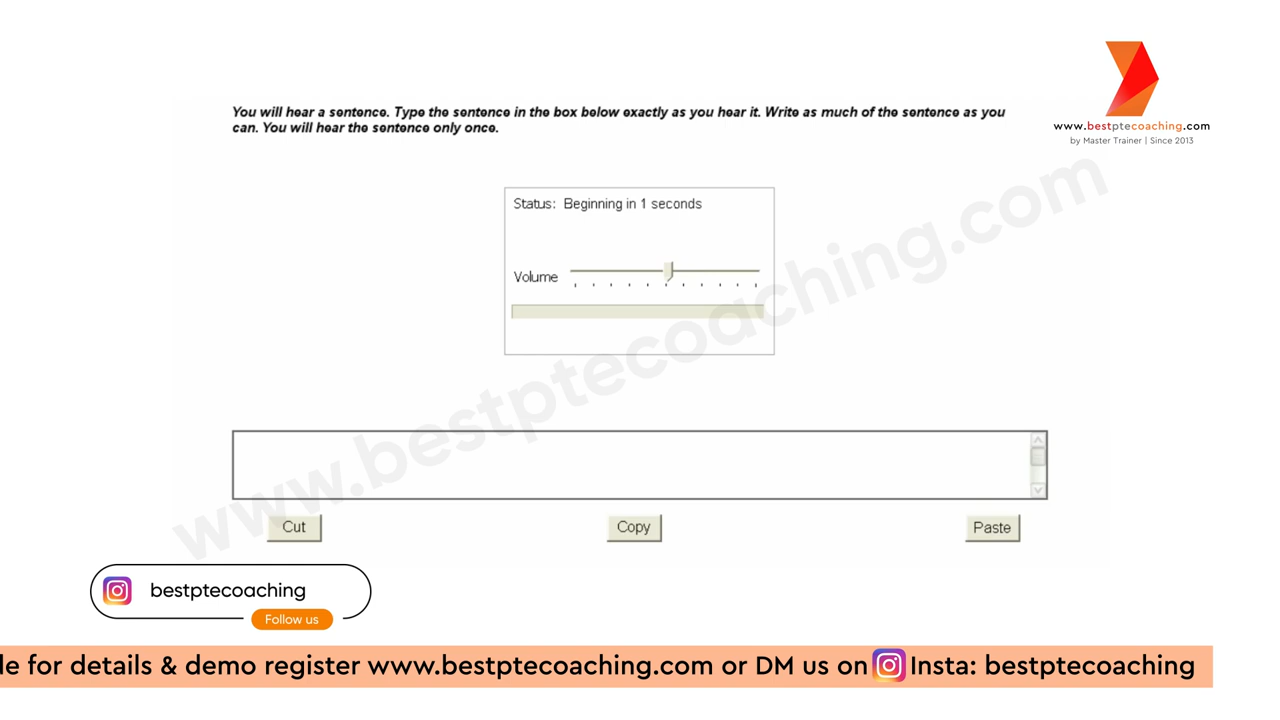 You will hear a sentence. Type the sentence in the box below exactly as you hear it. Write as much of the sentence as you
can. You will hear the sentence only once.
www.bestptecoaching.com
by Master Trainer | Since 2013
Status: Beginning in 1 seconds
Volume
www.bestptecoaching.com
Cut Copy Paste
bestptecoaching
Follow us
for details & demo register www.bestptecoaching.com or DM us on Insta: bestptecoaching